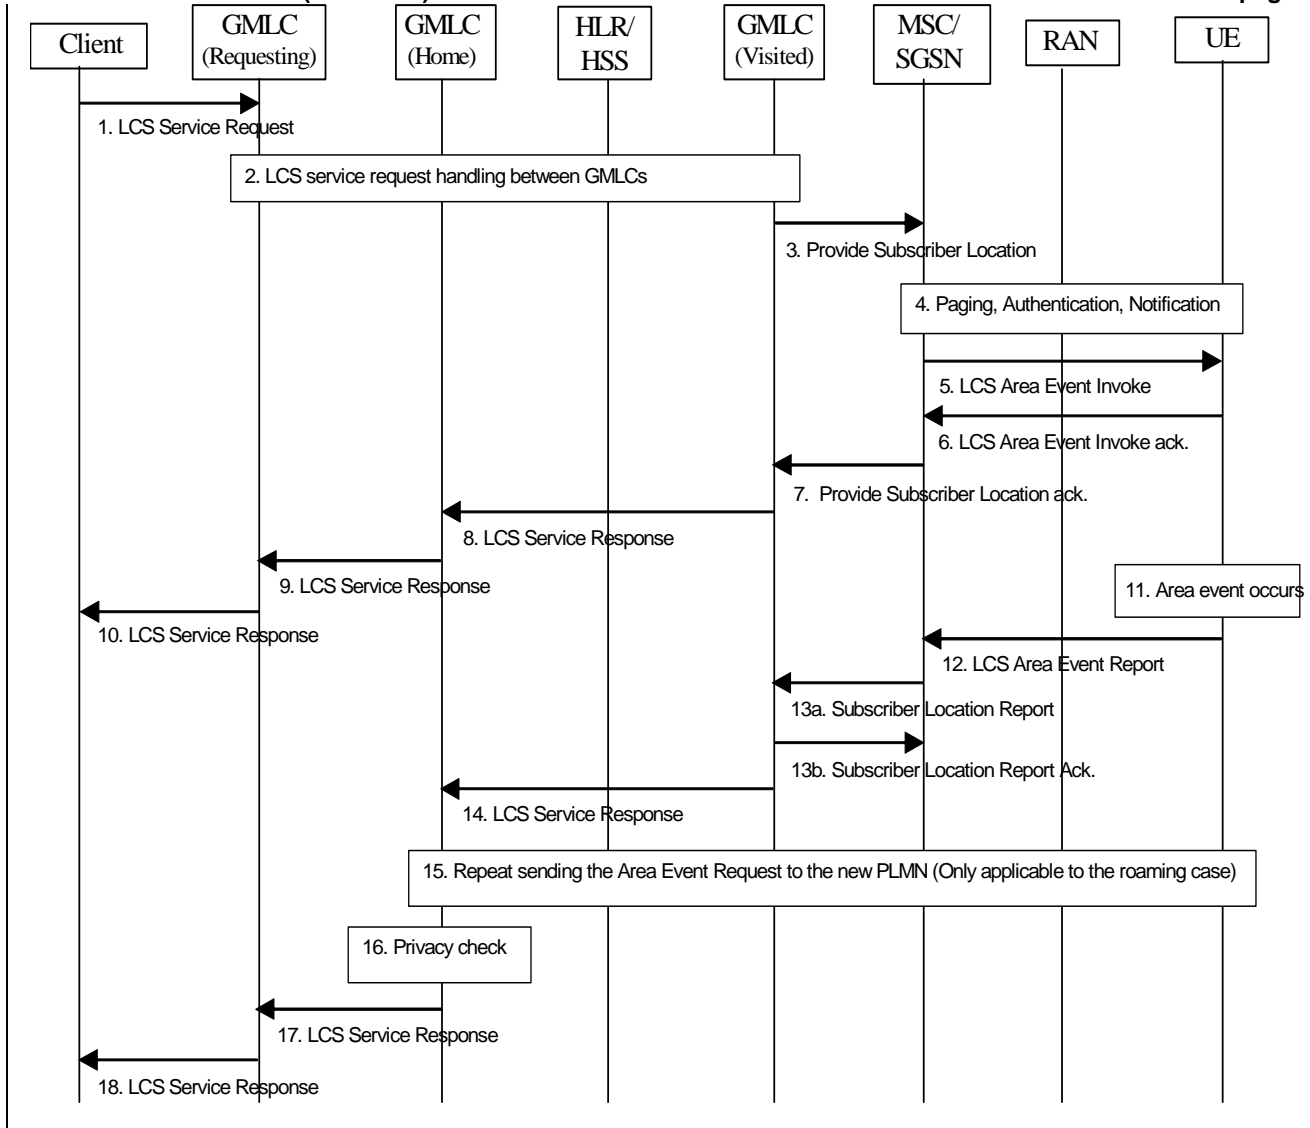 Client
GMLC
(Requesting)
GMLC
(Home)
HLR/
HSS
GMLC
(Visited)
MSC/
SGSN
RAN
UE
1. LCS Service Request
2. LCS service request handling between GMLCs
3. Provide Subscriber Location
4. Paging, Authentication, Notification
5. LCS Area Event Invoke
6. LCS Area Event Invoke ack.
7. Provide Subscriber Location ack.
8. LCS Service Response
9. LCS Service Response
11. Area event occurs
10. LCS Service Response
12. LCS Area Event Report
13a. Subscriber Location Report
13b. Subscriber Location Report Ack.
14. LCS Service Response
15. Repeat sending the Area Event Request to the new PLMN (Only applicable to the roaming case)
16. Privacy check
17. LCS Service Response
18. LCS Service Response